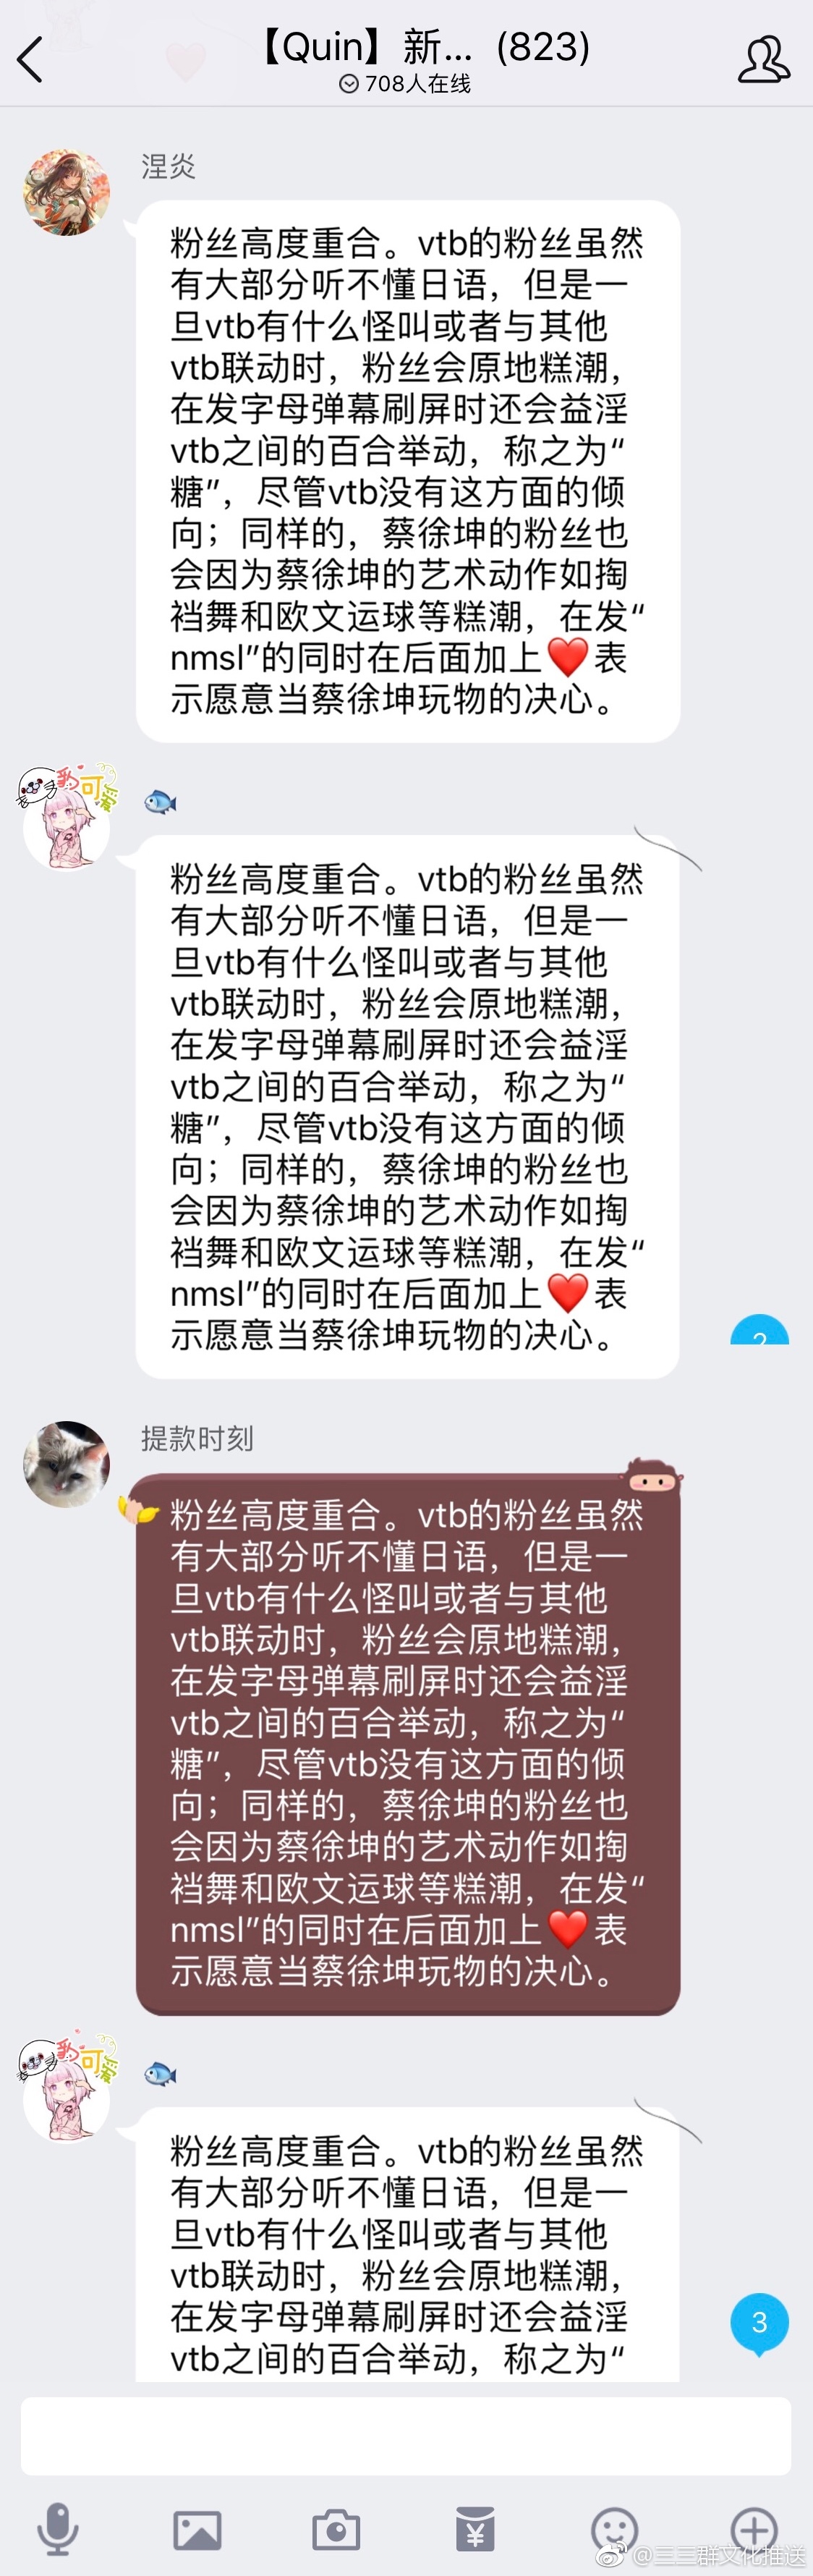 【Quin】新... (823)
708人在线
涅炎
粉丝高度重合。vtb的粉丝虽然
有大部分听不懂日语，但是一
旦vtb有什么怪叫或者与其他
vtb联动时，粉丝会原地糕潮，
在发字母弹幕刷屏时还会益淫
vtb之间的百合举动，称之为“
糖”，尽管vtb没有这方面的倾
向；同样的，蔡徐坤的粉丝也
会因为蔡徐坤的艺术动作如掏
裆舞和欧文运球等糕潮，在发“
nmsl”的同时在后面加上❤️表
示愿意当蔡徐坤玩物的决心。
可爱
🐟
粉丝高度重合。vtb的粉丝虽然
有大部分听不懂日语，但是一
旦vtb有什么怪叫或者与其他
vtb联动时，粉丝会原地糕潮，
在发字母弹幕刷屏时还会益淫
vtb之间的百合举动，称之为“
糖”，尽管vtb没有这方面的倾
向；同样的，蔡徐坤的粉丝也
会因为蔡徐坤的艺术动作如掏
裆舞和欧文运球等糕潮，在发“
nmsl”的同时在后面加上❤️表
示愿意当蔡徐坤玩物的决心。
2
提款时刻
粉丝高度重合。vtb的粉丝虽然
有大部分听不懂日语，但是一
旦vtb有什么怪叫或者与其他
vtb联动时，粉丝会原地糕潮，
在发字母弹幕刷屏时还会益淫
vtb之间的百合举动，称之为“
糖”，尽管vtb没有这方面的倾
向；同样的，蔡徐坤的粉丝也
会因为蔡徐坤的艺术动作如掏
裆舞和欧文运球等糕潮，在发“
nmsl”的同时在后面加上❤️表
示愿意当蔡徐坤玩物的决心。
可爱
🐟
粉丝高度重合。vtb的粉丝虽然
有大部分听不懂日语，但是一
旦vtb有什么怪叫或者与其他
vtb联动时，粉丝会原地糕潮，
在发字母弹幕刷屏时还会益淫
vtb之间的百合举动，称之为“
3
¥
@三三群文化推送